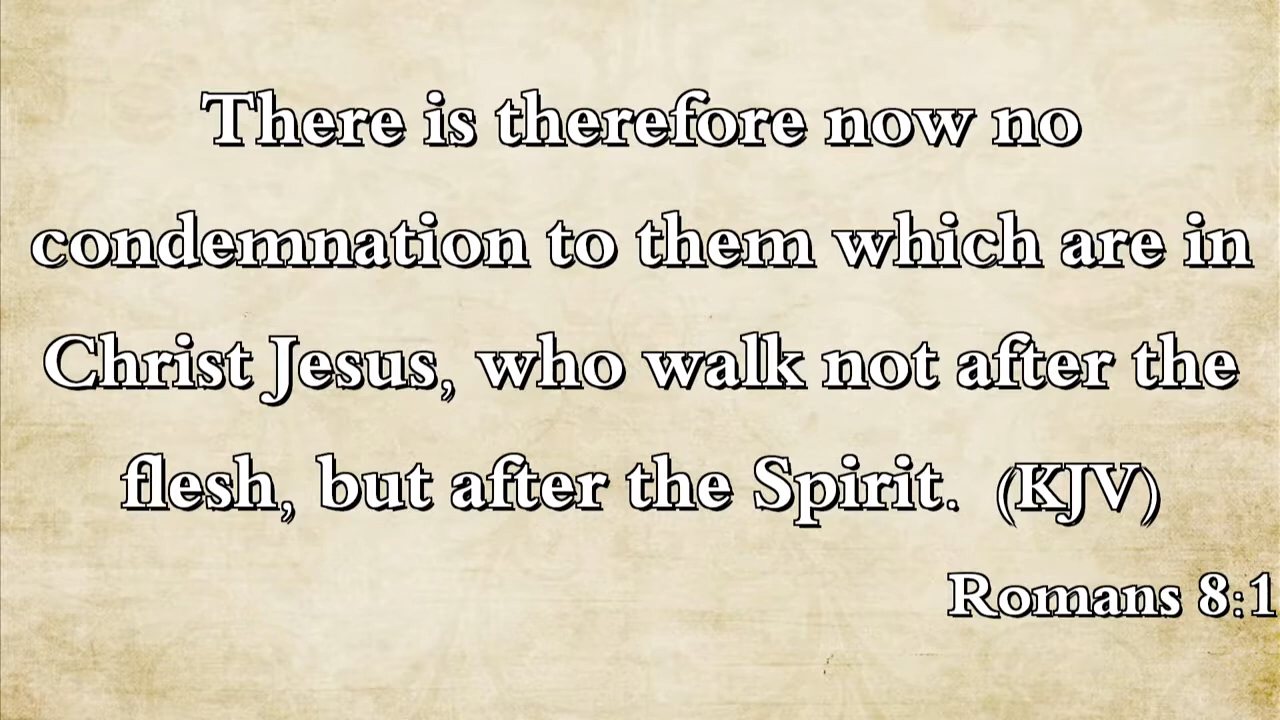 There is therefore now no
condemnation to them which are in
Christ Jesus, who walk not after the
flesh, but after the Spirit. (KJV)
Romans 8:1